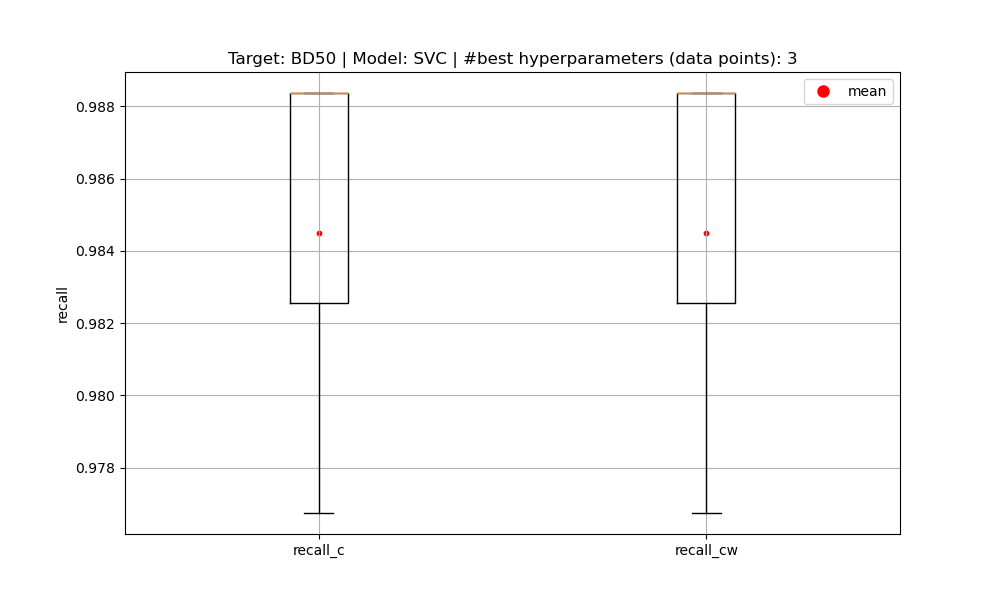 Target: BD50 | Model: SVC | #best hyperparameters (data points): 3
mean
0.988
0.986
0.984
0.982
0.980
0.978
recall
recall_c
recall_cw